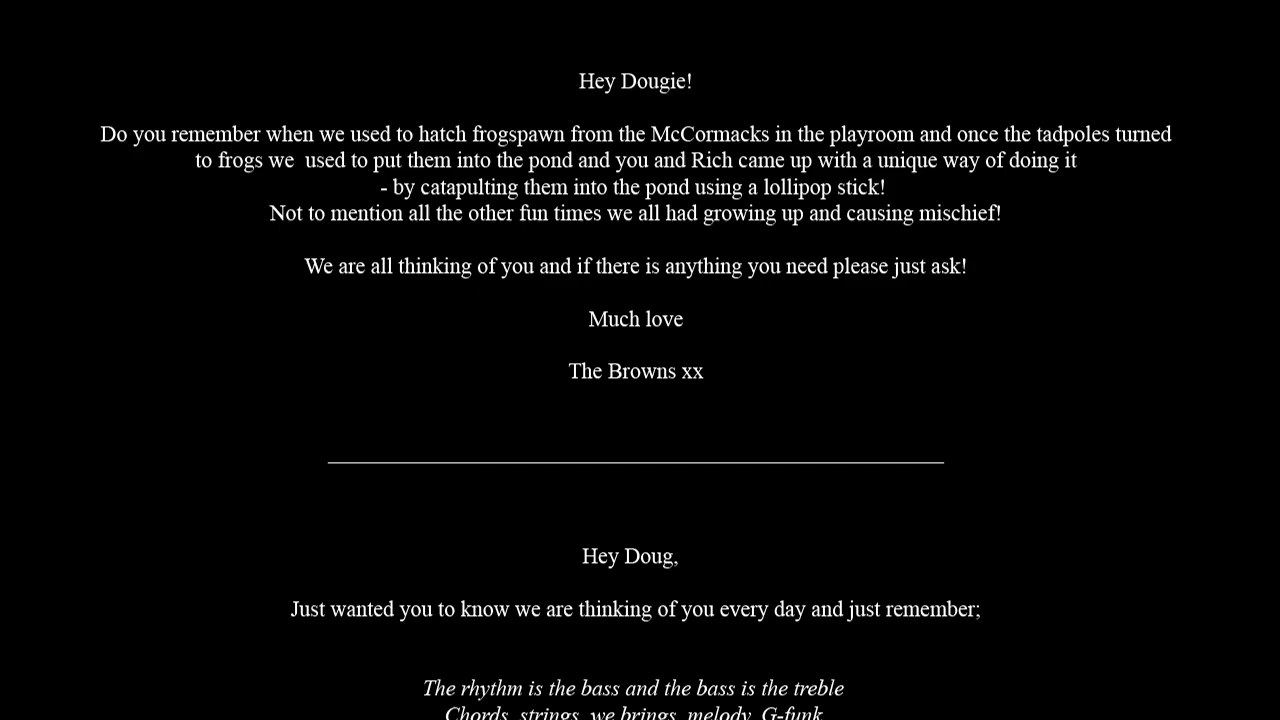 Hey Dougie!
Do you remember when we used to hatch frogspawn from the McCormacks in the playroom and once the tadpoles turned
to frogs we  used to put them into the pond and you and Rich came up with a unique way of doing it
- by catapulting them into the pond using a lollipop stick!
Not to mention all the other fun times we all had growing up and causing mischief!
We are all thinking of you and if there is anything you need please just ask!
Much love
The Browns xx
Hey Doug,
Just wanted you to know we are thinking of you every day and just remember;
The rhythm is the bass and the bass is the treble
Chords, strings, we brings, melody, G-funk